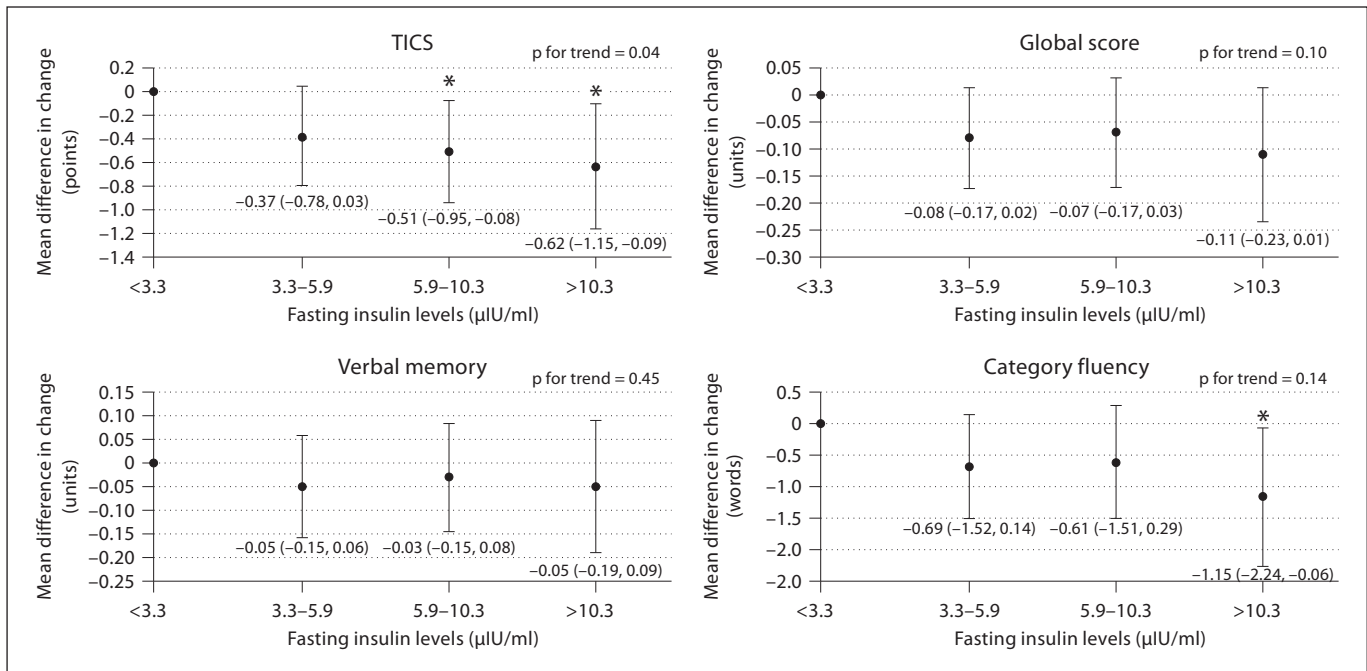 TICS
p for trend = 0.04
Mean difference in change
(points)
0.2
0
−0.2
−0.4
−0.6
−0.8
−1.0
−1.2
−1.4
*
*
−0.37 (−0.78, 0.03)
−0.51 (−0.95, −0.08)
−0.62 (−1.15, −0.09)
<3.3
3.3–5.9
5.9–10.3
>10.3
Fasting insulin levels (μIU/ml)
Global score
p for trend = 0.10
Mean difference in change
(units)
0.05
0
−0.05
−0.10
−0.15
−0.20
−0.25
−0.30
−0.08 (−0.17, 0.02)
−0.07 (−0.17, 0.03)
−0.11 (−0.23, 0.01)
<3.3
3.3–5.9
5.9–10.3
>10.3
Fasting insulin levels (μIU/ml)
Verbal memory
p for trend = 0.45
Mean difference in change
(units)
0.15
0.10
0.05
0
−0.05
−0.10
−0.15
−0.20
−0.25
−0.05 (−0.15, 0.06)
−0.03 (−0.15, 0.08)
−0.05 (−0.19, 0.09)
<3.3
3.3–5.9
5.9–10.3
>10.3
Fasting insulin levels (μIU/ml)
Category fluency
p for trend = 0.14
Mean difference in change
(words)
0.5
0
−0.5
−1.0
−1.5
−2.0
*
−0.69 (−1.52, 0.14)
−0.61 (−1.51, 0.29)
−1.15 (−2.24, −0.06)
<3.3
3.3–5.9
5.9–10.3
>10.3
Fasting insulin levels (μIU/ml)